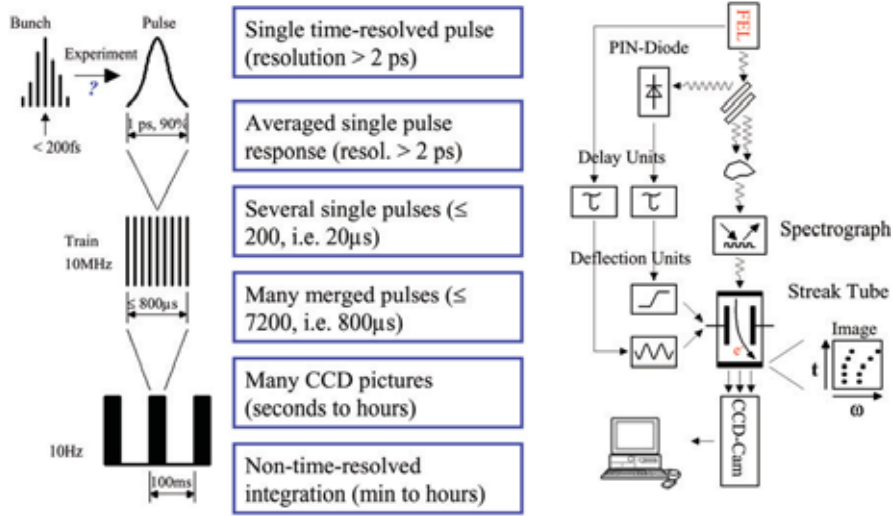 Bunch
Pulse
Experiment
?
1 ps, 90%
< 200fs
Train
10MHz
≤ 800µs
10Hz
100ms
Single time-resolved pulse
(resolution > 2 ps)
Averaged single pulse
response (resol. > 2 ps)
Several single pulses (≤
200, i.e. 20µs)
Many merged pulses (≤
7200, i.e. 800µs)
Many CCD pictures
(seconds to hours)
Non-time-resolved
integration (min to hours)
FEL
PIN-Diode
Delay Units
τ
τ
Spectrograph
Deflection Units
Streak Tube
e-
Image
t
ω
CCD-Cam